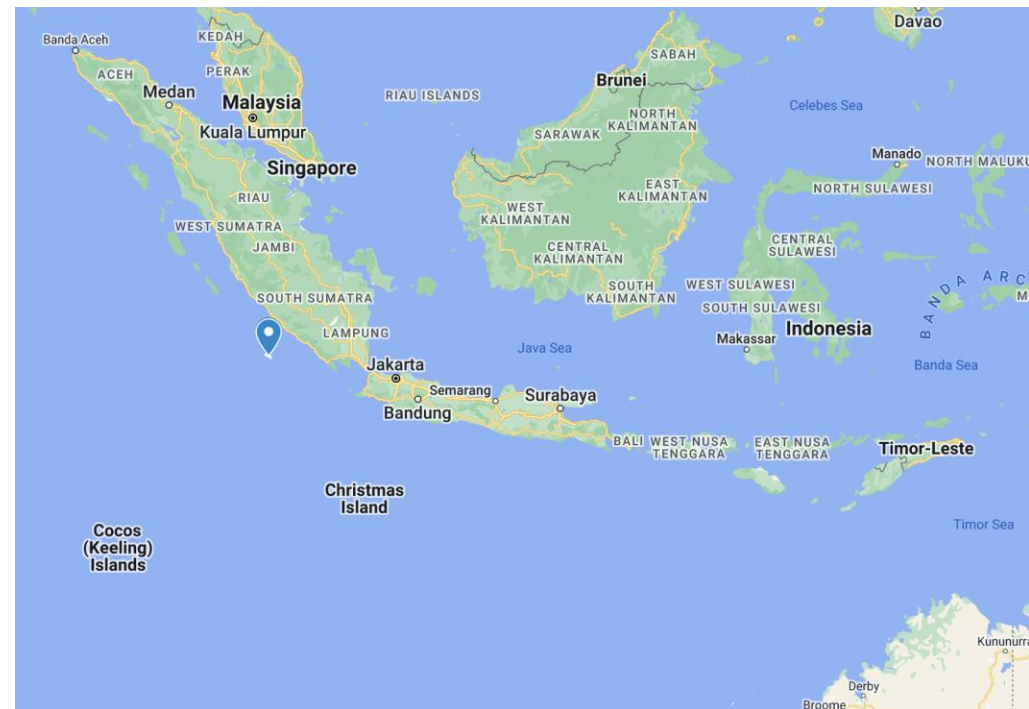 Davao
KEDAH
Banda Aceh
SABAH
PERAK
ACEH
Brunei
Medan
Malaysia
RIAU ISLANDS
Celebes Sea
NORTH
KALIMANTAN
Kuala Lumpur
SARAWAK
Manado
NORTH MALUKU
Singapore
EAST
KALIMANTAN
NORTH SULAWESI
RIAU
WEST
KALIMANTAN
WEST SUMATRA
JAMBI
CENTRAL
SULAWESI
CENTRAL
KALIMANTAN
BANDA ARC
M
SOUTH
KALIMANTAN
WEST SULAWESI
SOUTH SUMATRA
SOUTH SULAWESI
LAMPUNG
Makassar
Indonesia
Java Sea
Jakarta
Banda Sea
Semarang
Surabaya
Bandung
BALI
WEST NUSA
TENGGARA
EAST NUSA
TENGGARA
Timor-Leste
Christmas
Island
Cocos
(Keeling)
Islands
Timor Sea
Kununurra
Derby
Broome